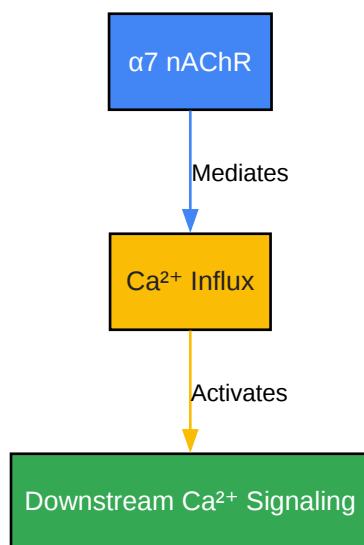 α7 nAChR
Mediates
Ca²⁺ Influx
Activates
Downstream Ca²⁺ Signaling